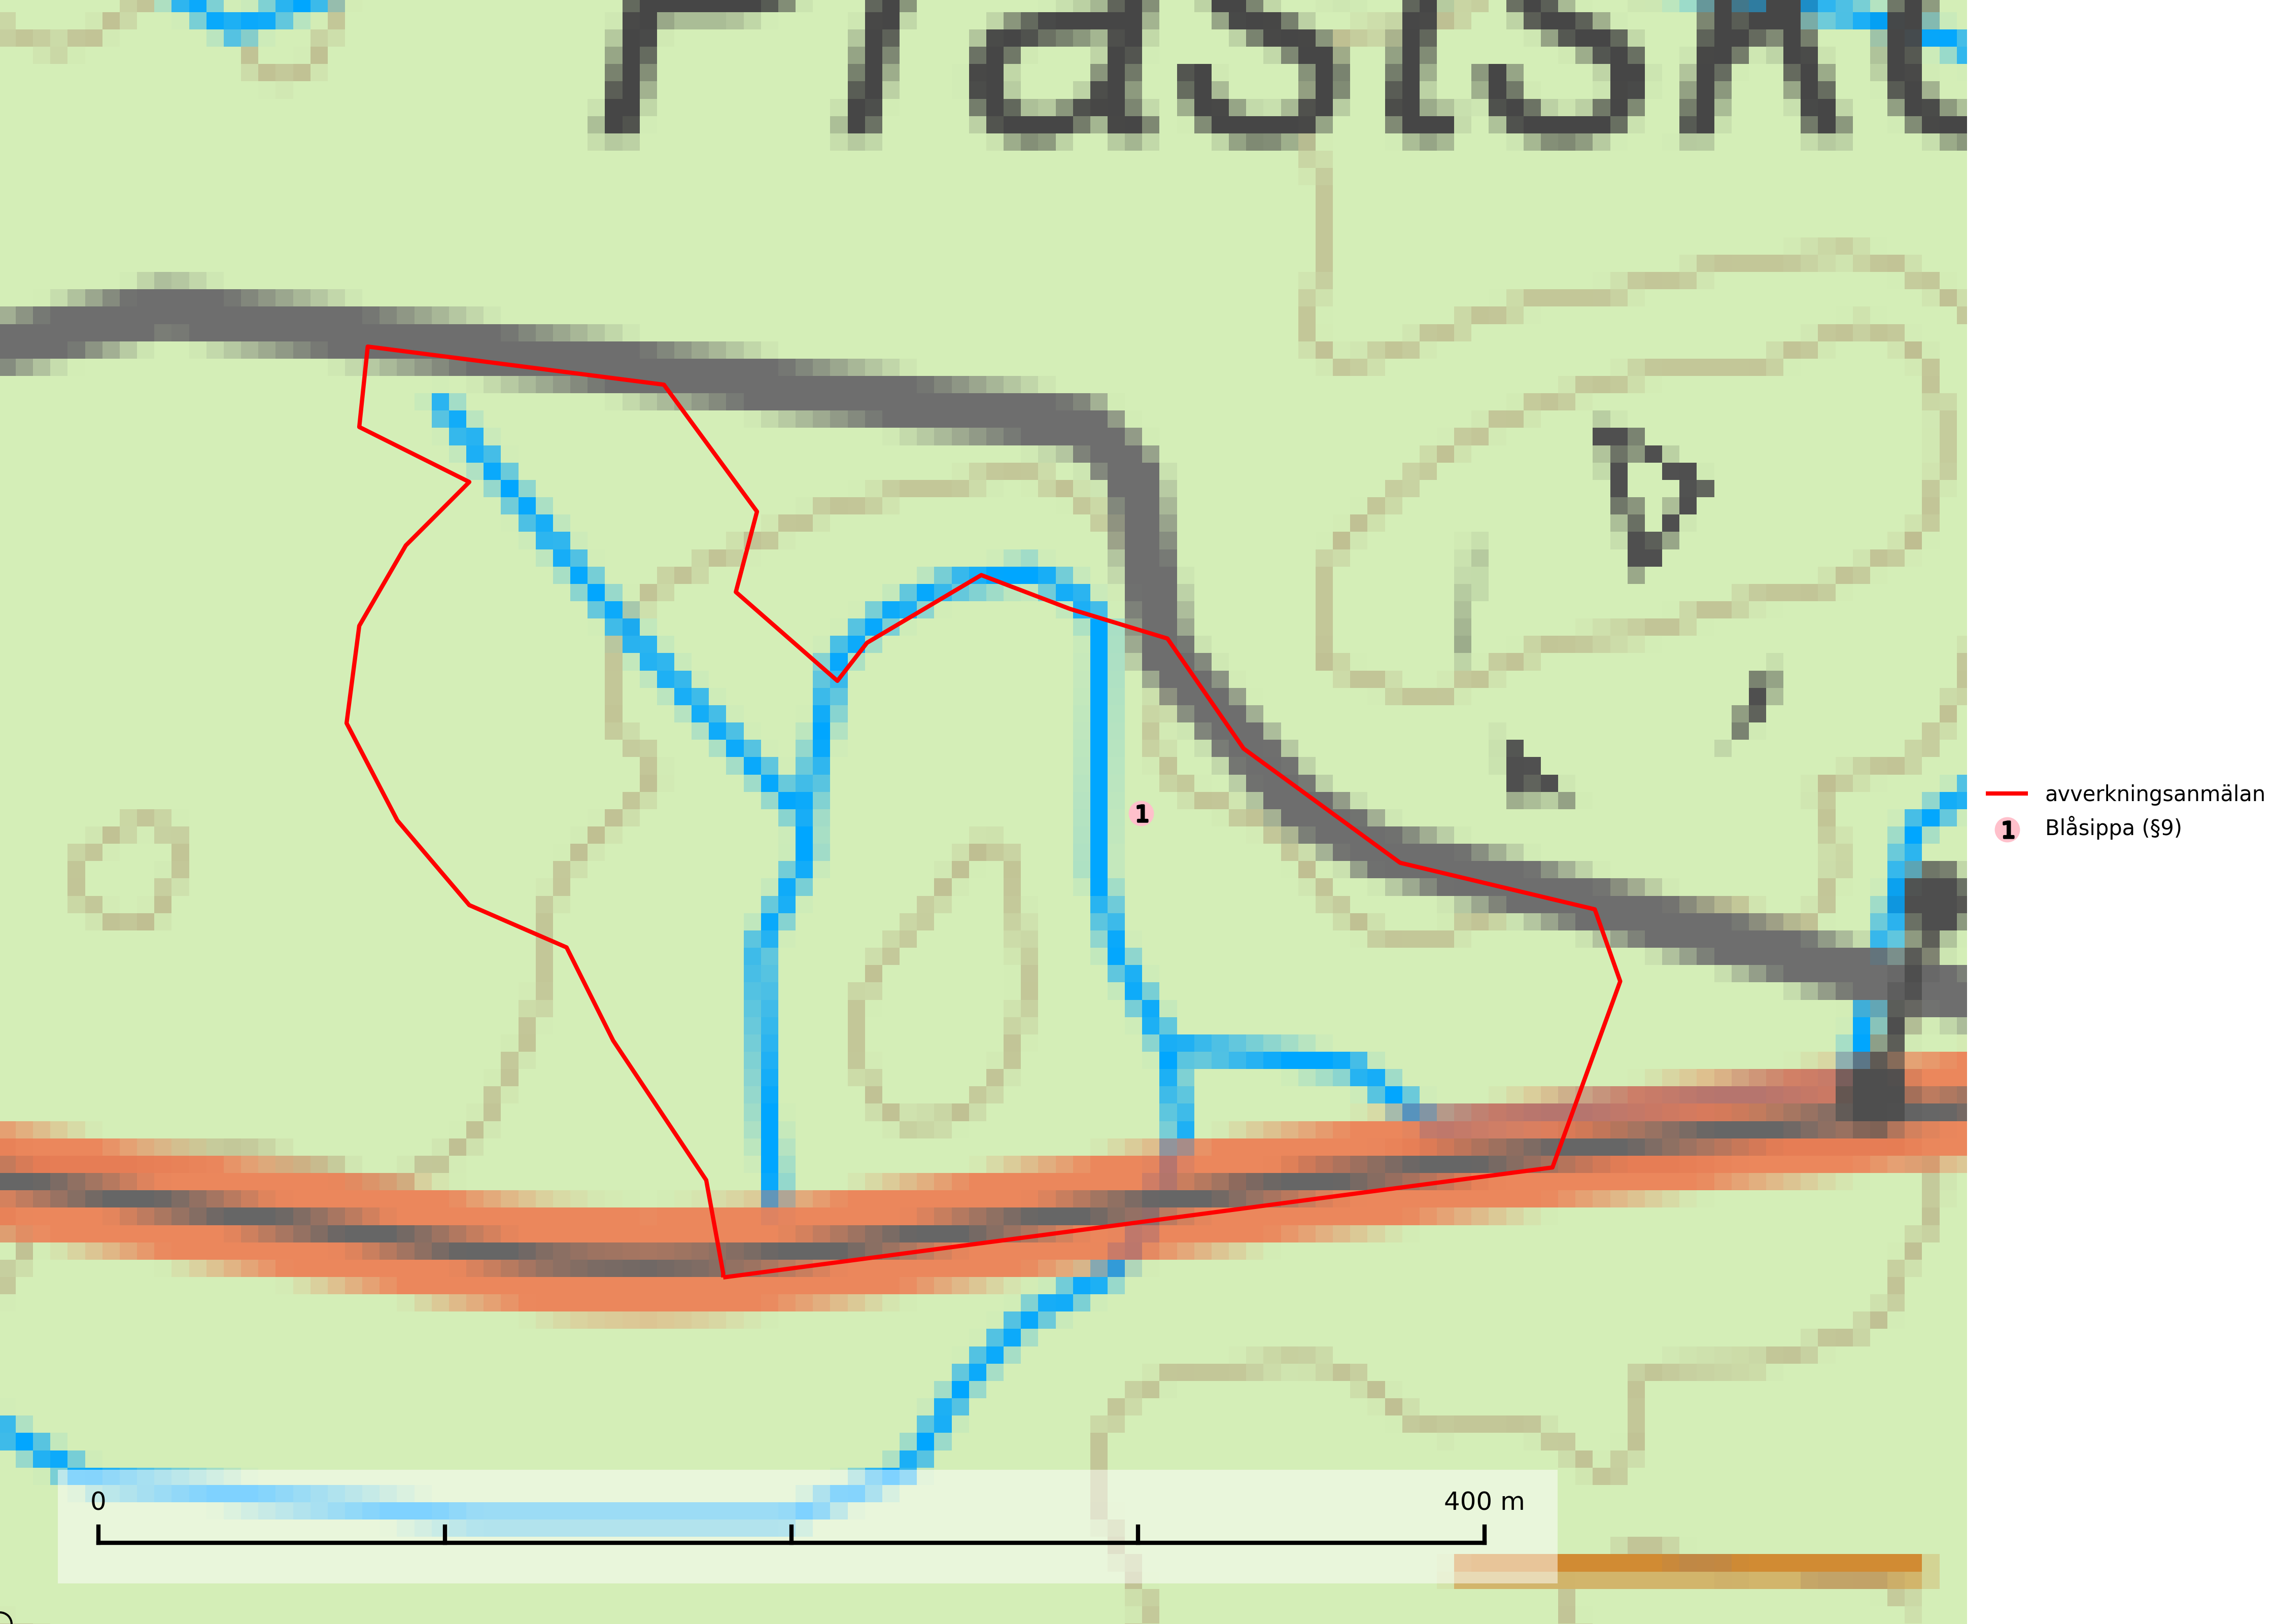 1
avverkningsanmälan
1 Blåsippa (§9)
0 400 m